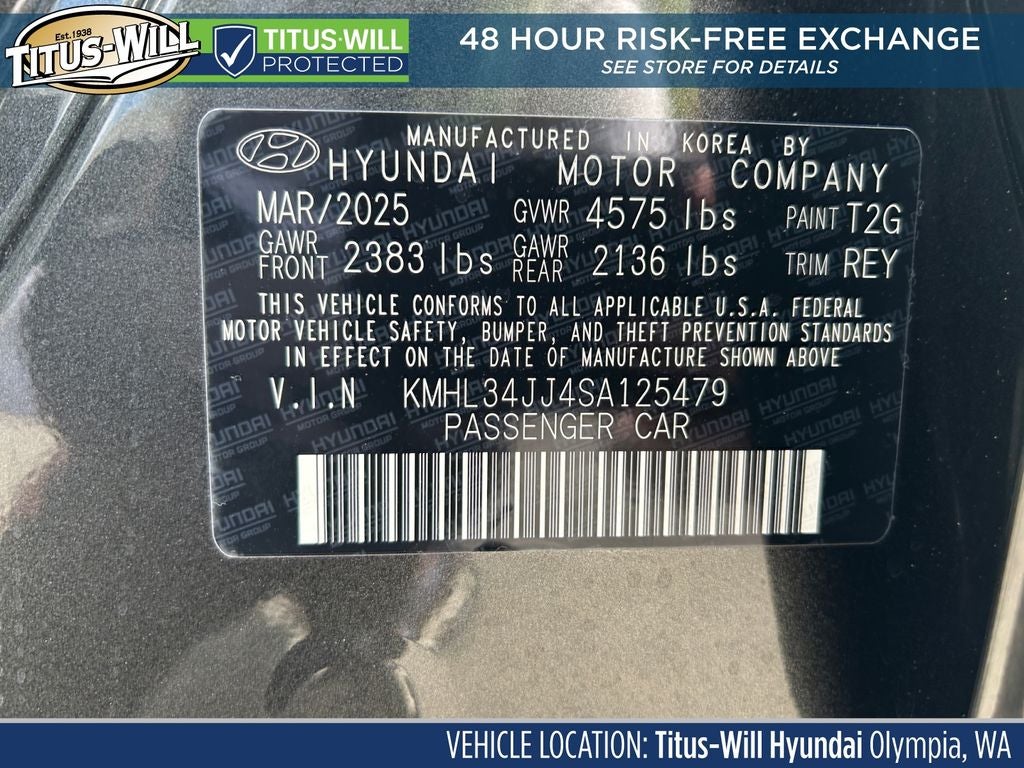 Est. 1938
TITUS-WILL
TITUS-WILL
PROTECTED
48 HOUR RISK-FREE EXCHANGE
SEE STORE FOR DETAILS
MANUFACTURED IN KOREA BY
HYUNDAI MOTOR COMPANY
MAR/2025 GVWR 4575 lbs PAINT T2G
GAWR FRONT 2383 lbs GAWR REAR 2136 lbs TRIM REY
THIS VEHICLE CONFORMS TO ALL APPLICABLE U.S.A. FEDERAL
MOTOR VEHICLE SAFETY, BUMPER, AND THEFT PREVENTION STANDARDS
IN EFFECT ON THE DATE OF MANUFACTURE SHOWN ABOVE
V.I.N KMHL34JJ4SA125479
PASSENGER CAR
VEHICLE LOCATION: Titus-Will Hyundai Olympia, WA